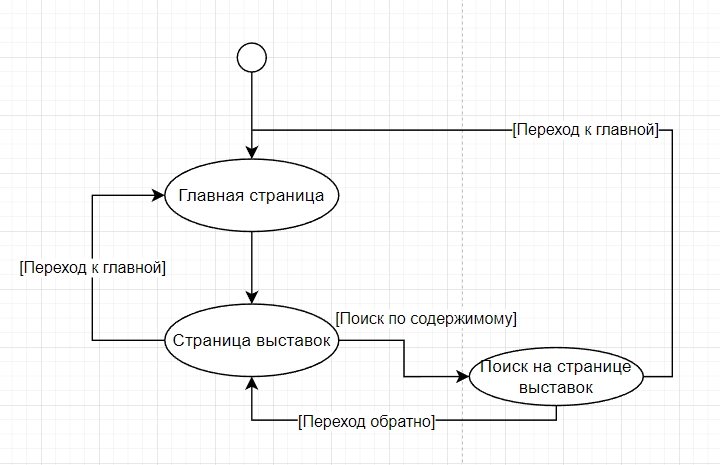 [Переход к главной]
Главная страница
[Переход к главной]
[Поиск по содержимому]
Страница выставок
Поиск на странице
выставок
[Переход обратно]